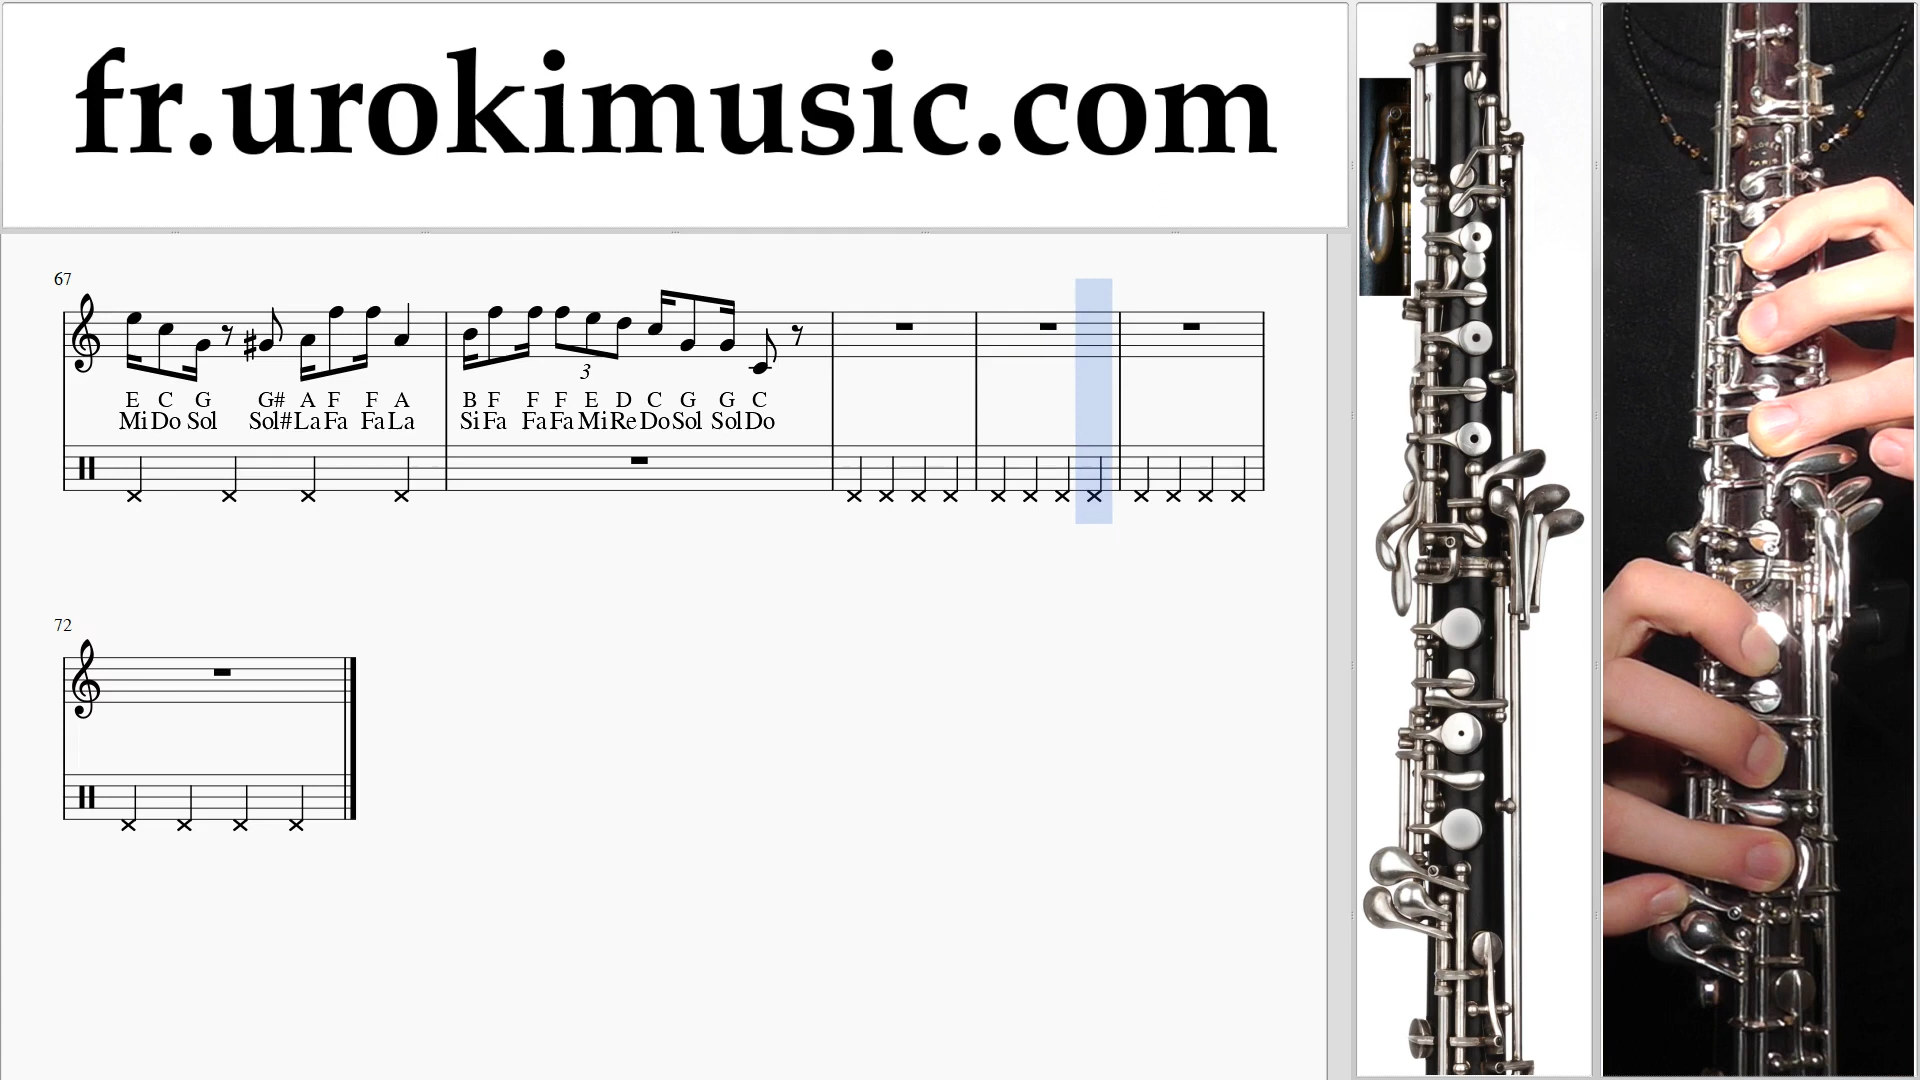 fr.urokimusic.com
67
3
E C G G# A F F A B F F F E D C G G C
Mi Do Sol Sol# La Fa Fa La Si Fa Fa Fa Mi Re Do Sol Sol Do
72